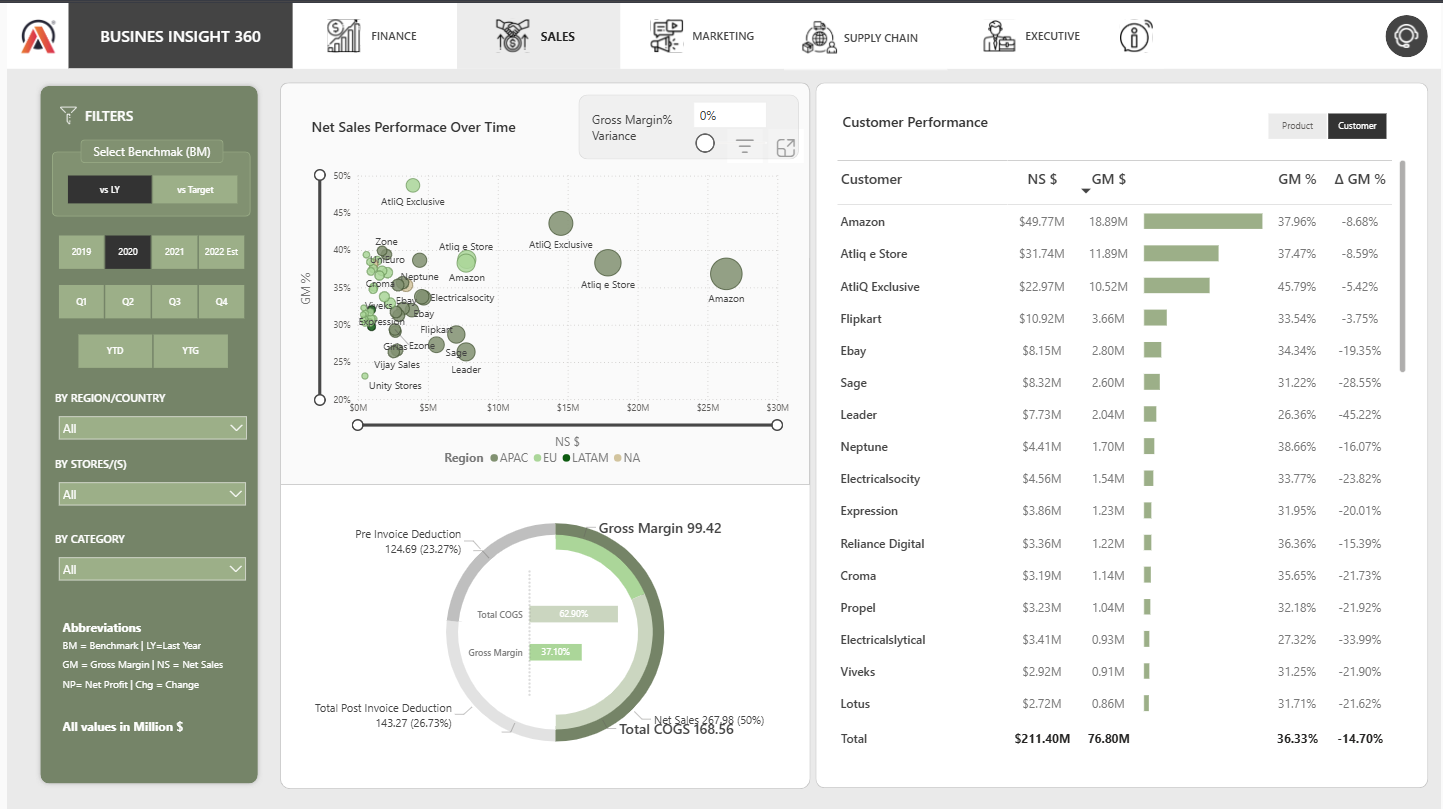 BUSINES INSIGHT 360
FINANCE
SALES
MARKETING
SUPPLY CHAIN
EXECUTIVE
FILTERS
Select Benchmak (BM)
vs LY
vs Target
2019
2020
2021
2022 Est
Q1
Q2
Q3
Q4
YTD
YTG
BY REGION/COUNTRY
All
BY STORES/(S)
All
BY CATEGORY
All
Abbreviations
BM = Benchmark | LY=Last Year
GM = Gross Margin | NS = Net Sales
NP= Net Profit | Chg = Change
All values in Million $
Net Sales Performace Over Time
Gross Margin%
Variance
0%
GM %
50%
45%
40%
35%
30%
25%
20%
AtliQ Exclusive
AtliQ Exclusive
Zone
Atliq e Store
UniEuro
Amazon
Atliq e Store
Amazon
Croma
Neptune
Electricalsocity
Viveks
Ebay
Ebay
Expression
Flipkart
Girias
Ezone
Sage
Vijay Sales
Leader
Unity Stores
$0M
$5M
$10M
$15M
$20M
$25M
$30M
NS $
Region APAC EU LATAM NA
Gross Margin 99.42
Pre Invoice Deduction
124.69 (23.27%)
Total COGS
62.90%
Gross Margin
37.10%
Total Post Invoice Deduction
143.27 (26.73%)
Net Sales 267.98 (50%)
Total COGS 168.56
Customer Performance
Product
Customer
Customer NS $ GM $ GM % Δ GM %
Amazon $49.77M 18.89M 37.96% -8.68%
Atliq e Store $31.74M 11.89M 37.47% -8.59%
AtliQ Exclusive $22.97M 10.52M 45.79% -5.42%
Flipkart $10.92M 3.66M 33.54% -3.75%
Ebay $8.15M 2.80M 34.34% -19.35%
Sage $8.32M 2.60M 31.22% -28.55%
Leader $7.73M 2.04M 26.36% -45.22%
Neptune $4.41M 1.70M 38.66% -16.07%
Electricalsocity $4.56M 1.54M 33.77% -23.82%
Expression $3.86M 1.23M 31.95% -20.01%
Reliance Digital $3.36M 1.22M 36.36% -15.39%
Croma $3.19M 1.14M 35.65% -21.73%
Propel $3.23M 1.04M 32.18% -21.92%
Electricalslytical $3.41M 0.93M 27.32% -33.99%
Viveks $2.92M 0.91M 31.25% -21.90%
Lotus $2.72M 0.86M 31.71% -21.62%
Total $211.40M 76.80M 36.33% -14.70%